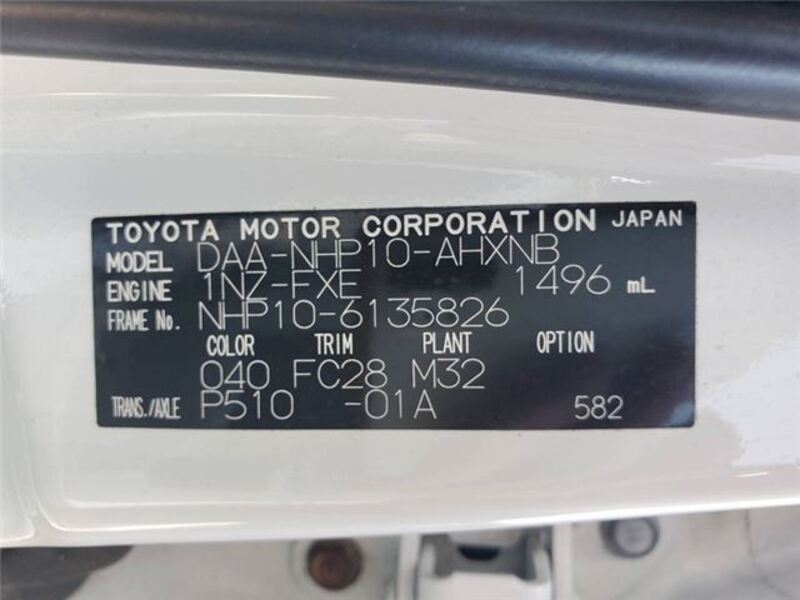 TOYOTA MOTOR CORPORATION JAPAN
MODEL DAA-NHP10-AHXNB
ENGINE 1NZ-FXE 1496 mL
FRAME No. NHP10-6135826
COLOR TRIM PLANT OPTION
040 FC28 M32
TRANS./AXLE P510 -01A 582